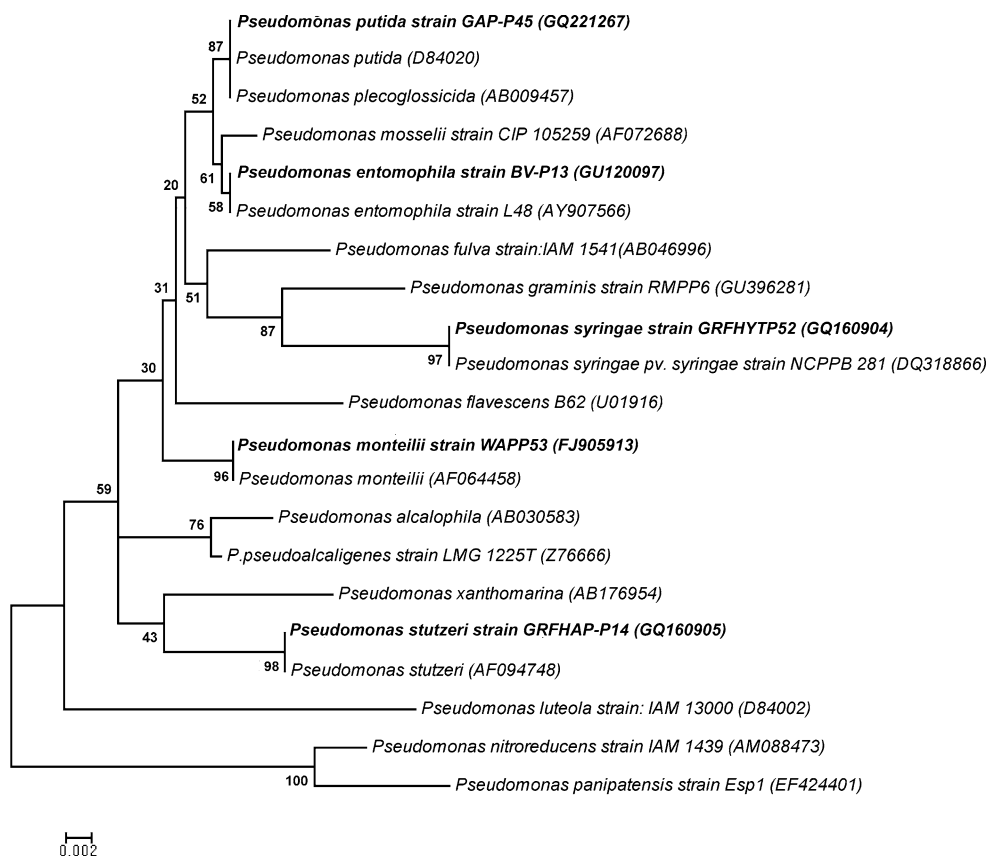 Pseudomonas putida strain GAP-P45 (GQ221267)
87
Pseudomonas putida (D84020)
Pseudomonas plecoglossicida (AB009457)
52
Pseudomonas mosselii strain CIP 105259 (AF072688)
Pseudomonas entomophila strain BV-P13 (GU120097)
61
20
58
Pseudomonas entomophila strain L48 (AY907566)
Pseudomonas fulva strain:IAM 1541(AB046996)
31
51
Pseudomonas graminis strain RMPP6 (GU396281)
87
Pseudomonas syringae strain GRFHYTP52 (GQ160904)
97
Pseudomonas syringae pv. syringae strain NCPPB 281 (DQ318866)
30
Pseudomonas flavescens B62 (U01916)
Pseudomonas monteilii strain WAPP53 (FJ905913)
96
Pseudomonas monteilii (AF064458)
59
Pseudomonas alcalophila (AB030583)
76
P.pseudoalcaligenes strain LMG 1225T (Z76666)
Pseudomonas xanthomarina (AB176954)
43
Pseudomonas stutzeri strain GRFHAP-P14 (GQ160905)
98
Pseudomonas stutzeri (AF094748)
Pseudomonas luteola strain: IAM 13000 (D84002)
Pseudomonas nitroreducens strain IAM 1439 (AM088473)
100
Pseudomonas panipatensis strain Esp1 (EF424401)
0.002